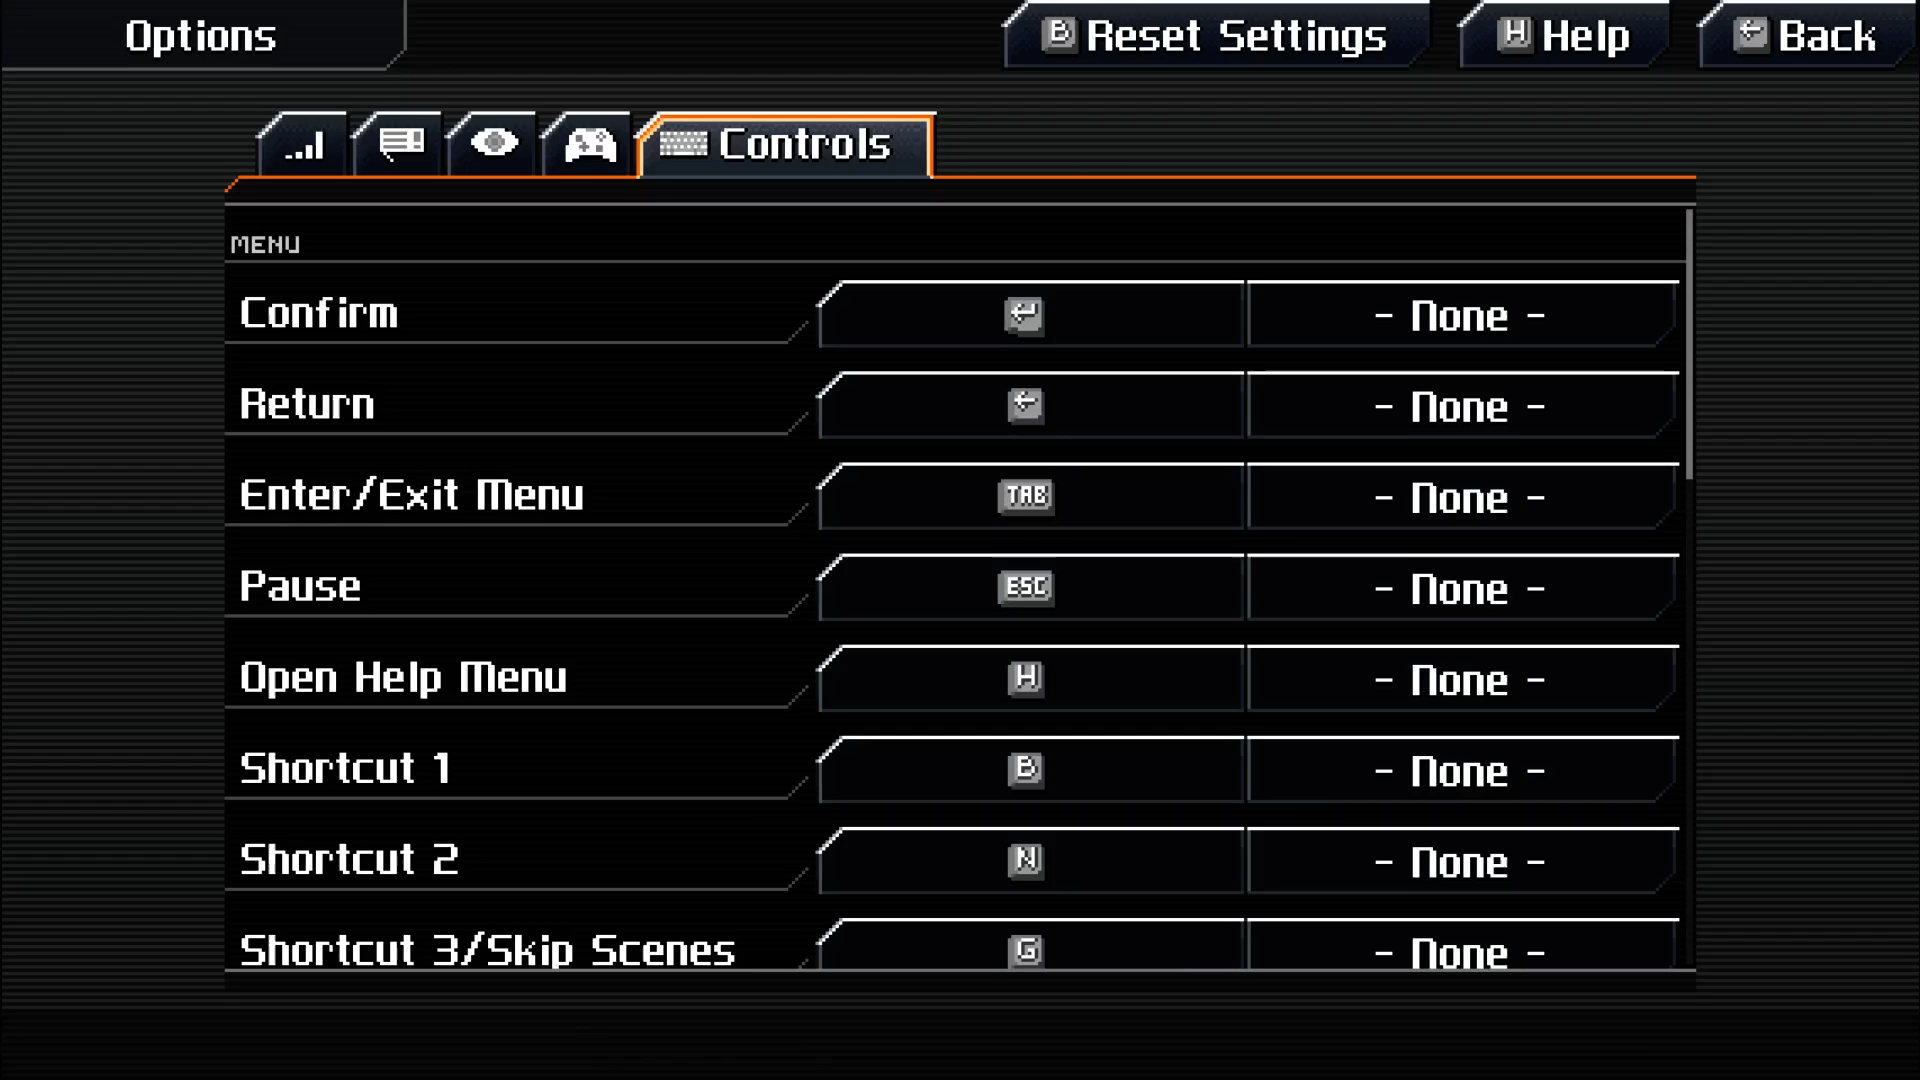 Options
B Reset Settings
H Help
Back
Controls
MENU
Confirm - None -
Return - None -
Enter/Exit Menu TAB - None -
Pause ESC - None -
Open Help Menu H - None -
Shortcut 1 B - None -
Shortcut 2 N - None -
Shortcut 3/Skip Scenes G - None -